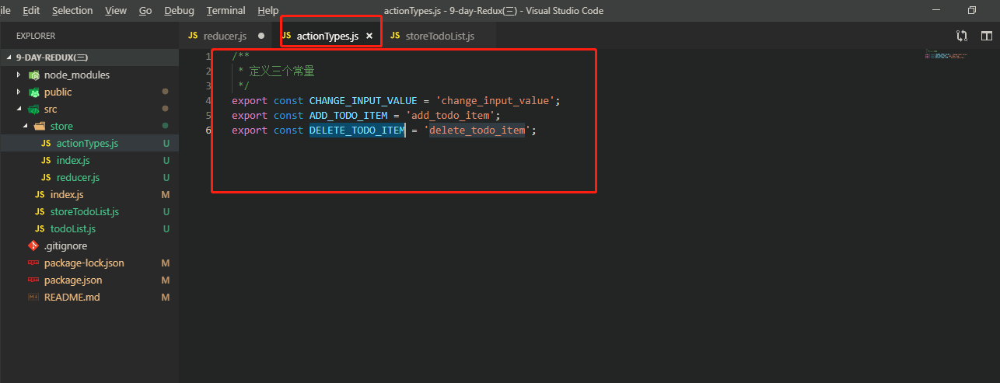 ile Edit Selection View Go Debug Terminal Help actionTypes.js - 9-day-Redux(三) - Visual Studio Code
EXPLORER
JS reducer.js
JS actionTypes.js
JS storeTodoList.js
9-DAY-REDUX(三)
node_modules
public
src
store
JS actionTypes.js U
JS index.js U
JS reducer.js U
JS index.js M
JS storeTodoList.js U
JS todoList.js U
.gitignore
package-lock.json M
package.json M
README.md M
1 /**
2 * 定义三个常量
3 */
4 export const CHANGE_INPUT_VALUE = 'change_input_value';
5 export const ADD_TODO_ITEM = 'add_todo_item';
6 export const DELETE_TODO_ITEM = 'delete_todo_item';